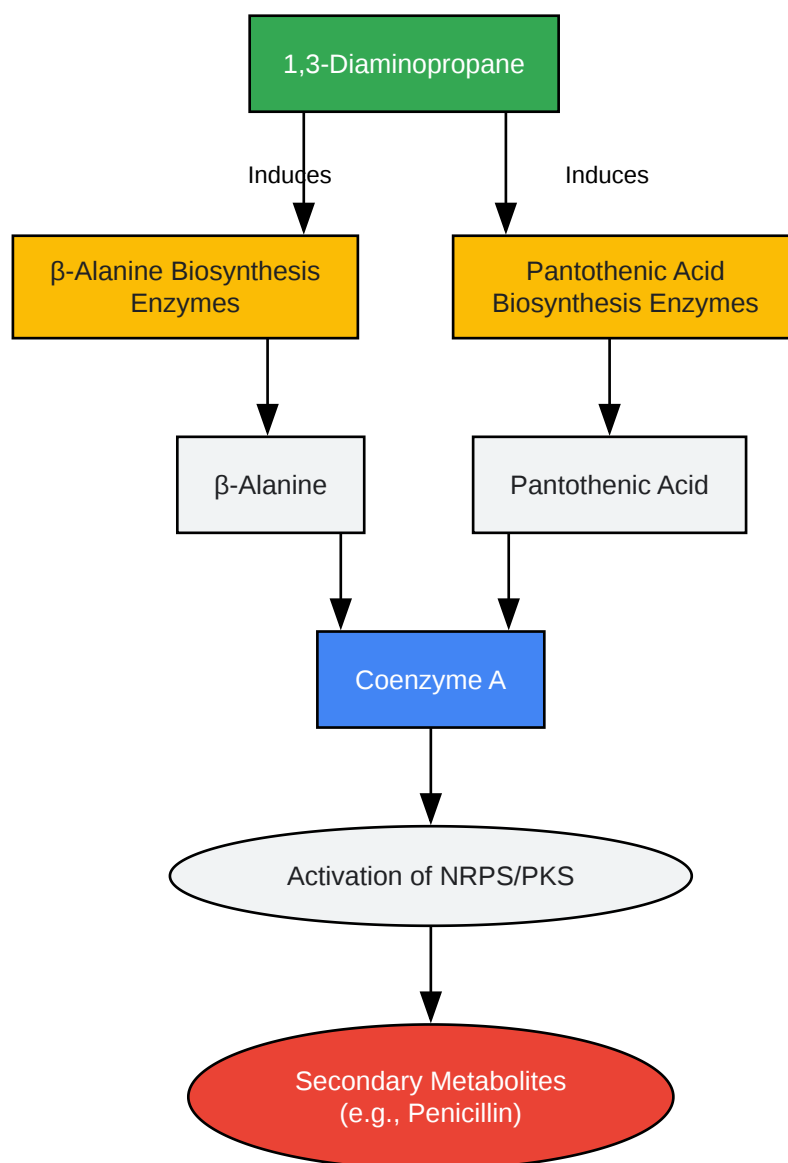 1,3-Diaminopropane
Induces
Induces
β-Alanine Biosynthesis
Enzymes
Pantothenic Acid
Biosynthesis Enzymes
β-Alanine
Pantothenic Acid
Coenzyme A
Activation of NRPS/PKS
Secondary Metabolites
(e.g., Penicillin)